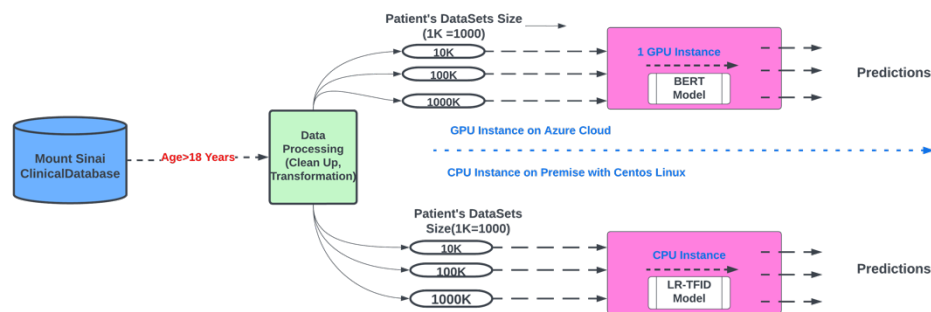 Patient's DataSets Size
(1K =1000)
10K
100K
1000K
1 GPU Instance
BERT
Model
Predictions
Mount Sinai
ClinicalDatabase
Age>18 Years
Data
Processing
(Clean Up,
Transformation)
GPU Instance on Azure Cloud
CPU Instance on Premise with Centos Linux
Patient's DataSets
Size(1K=1000)
10K
100K
1000K
CPU Instance
LR-TFID
Model
Predictions